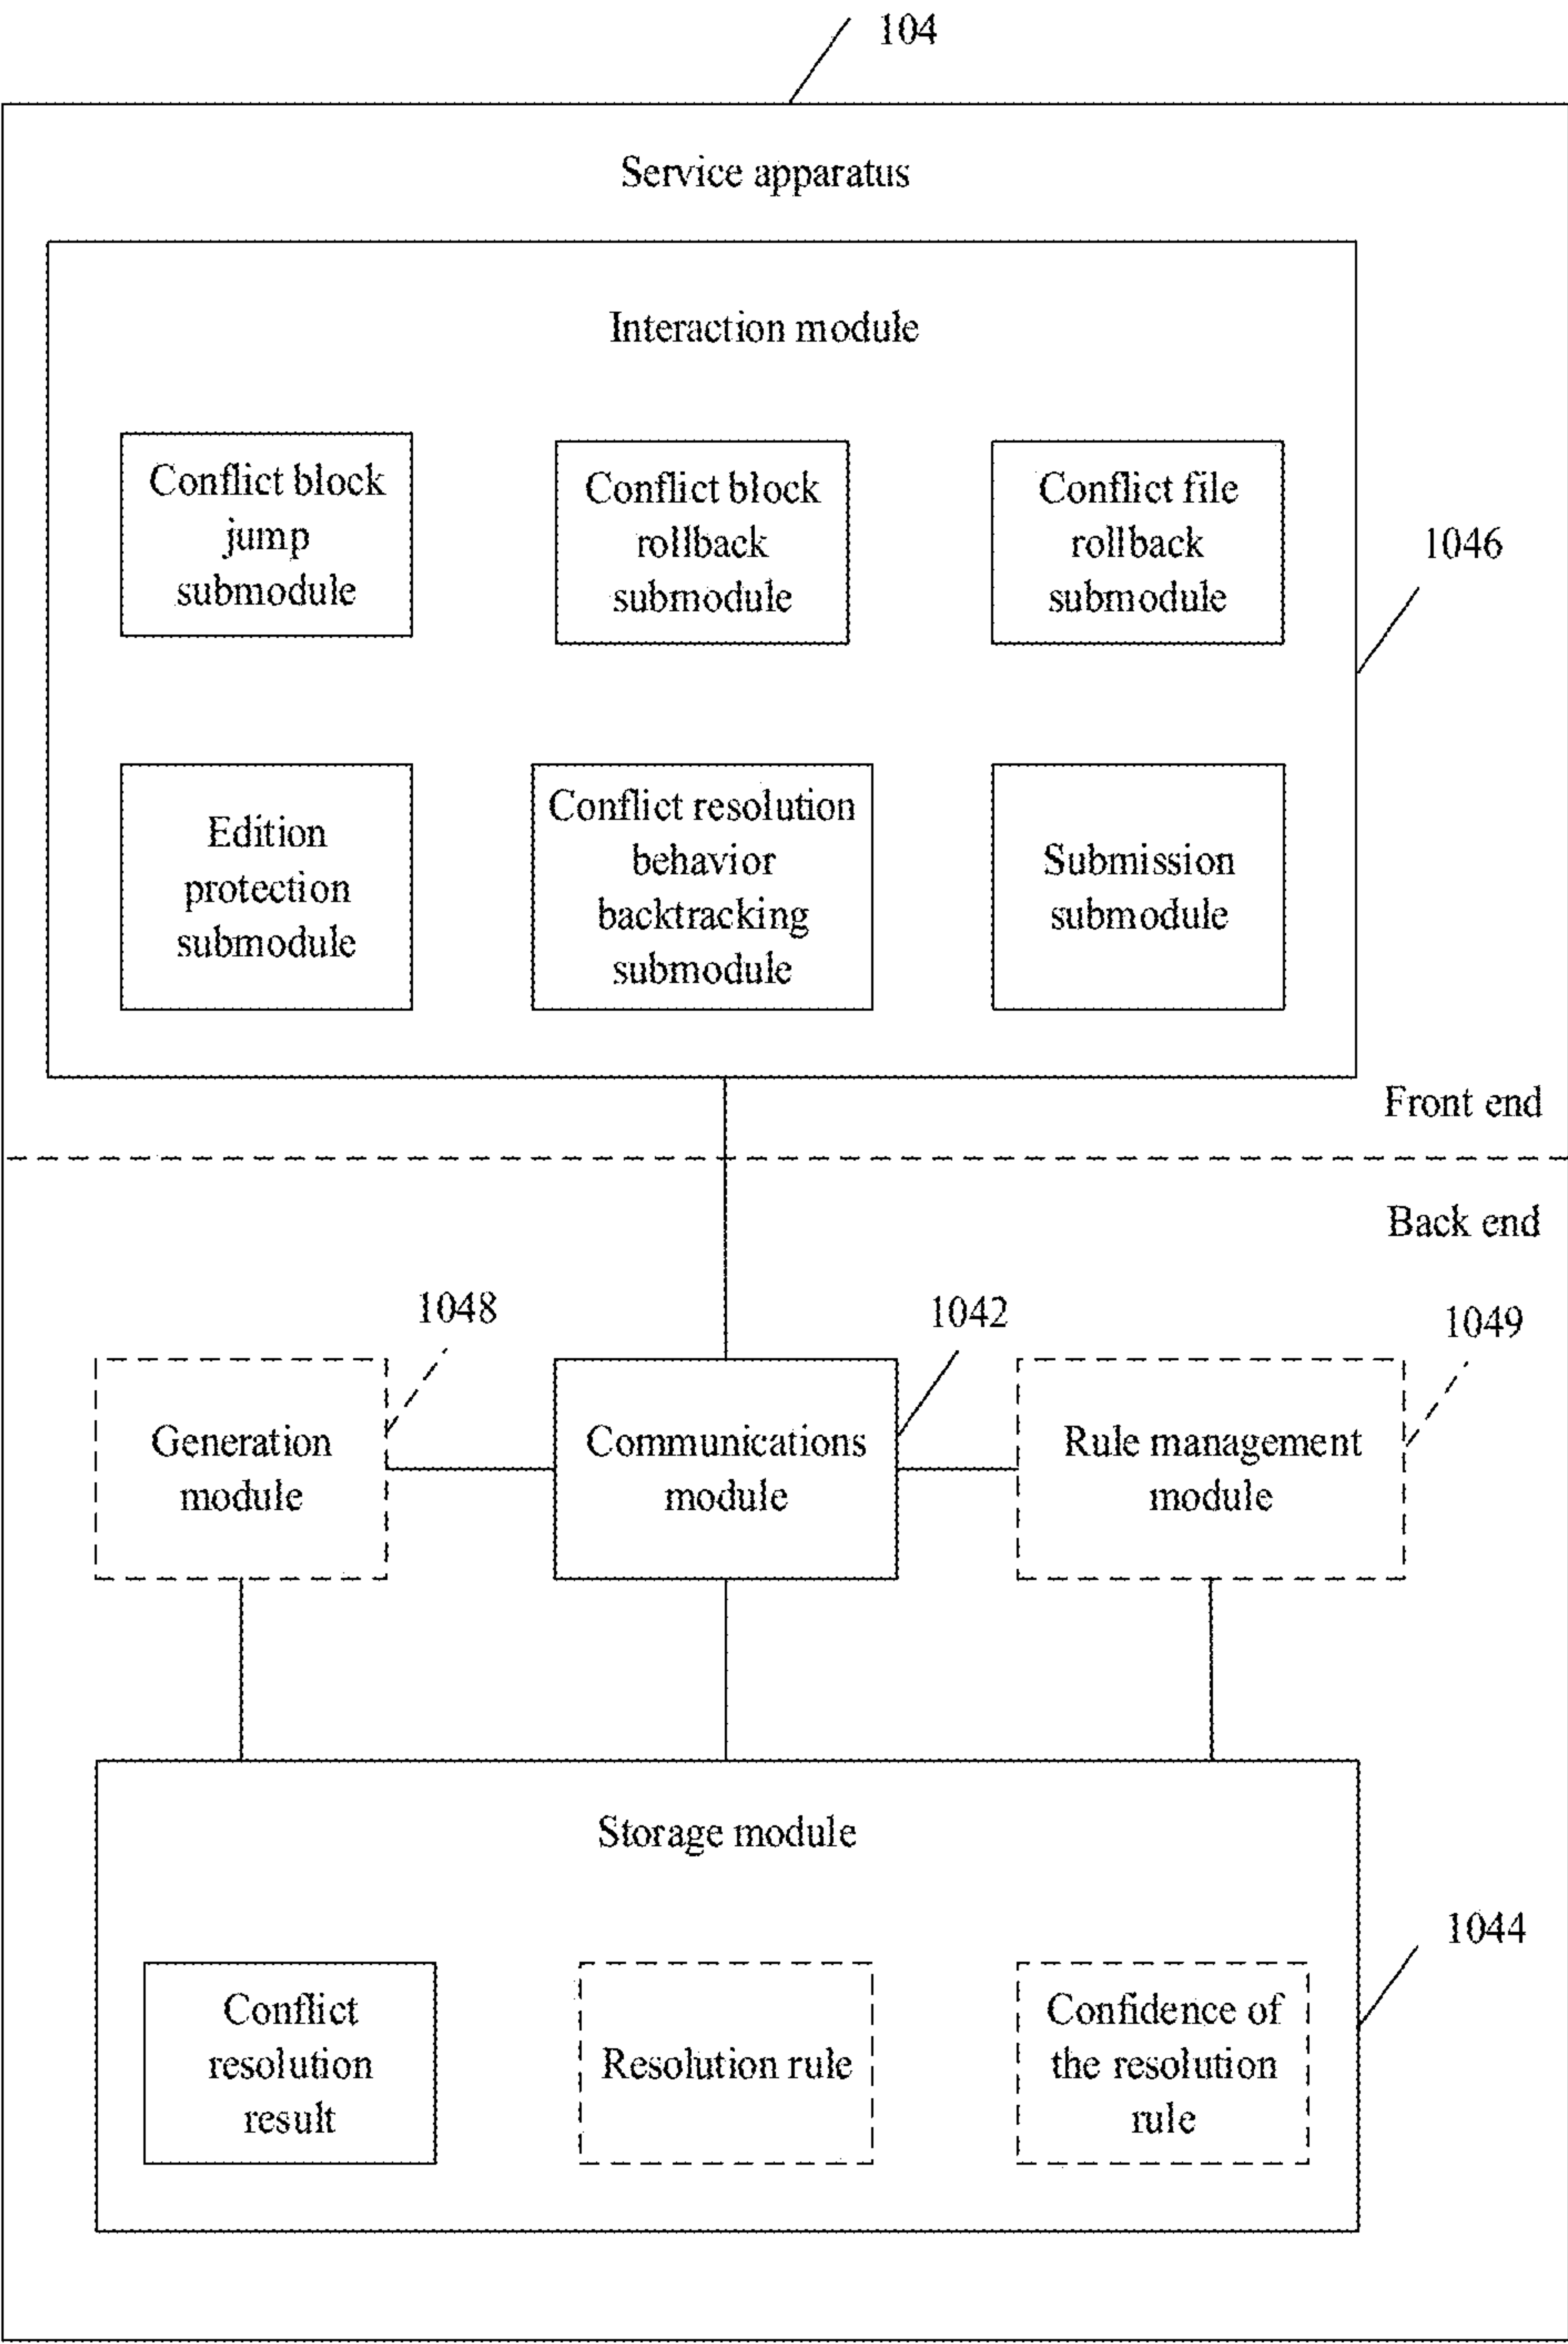 104
Service apparatus
Interaction module
Conflict block
jump
submodule
Conflict block
rollback
submodule
Conflict file
rollback
submodule
1046
Edition
protection
submodule
Conflict resolution
behavior
backtracking
submodule
Submission
submodule
Front end
Back end
1048
1042
1049
Generation
module
Communications
module
Rule management
module
Storage module
1044
Conflict
resolution
result
Resolution rule
Confidence of
the resolution
rule